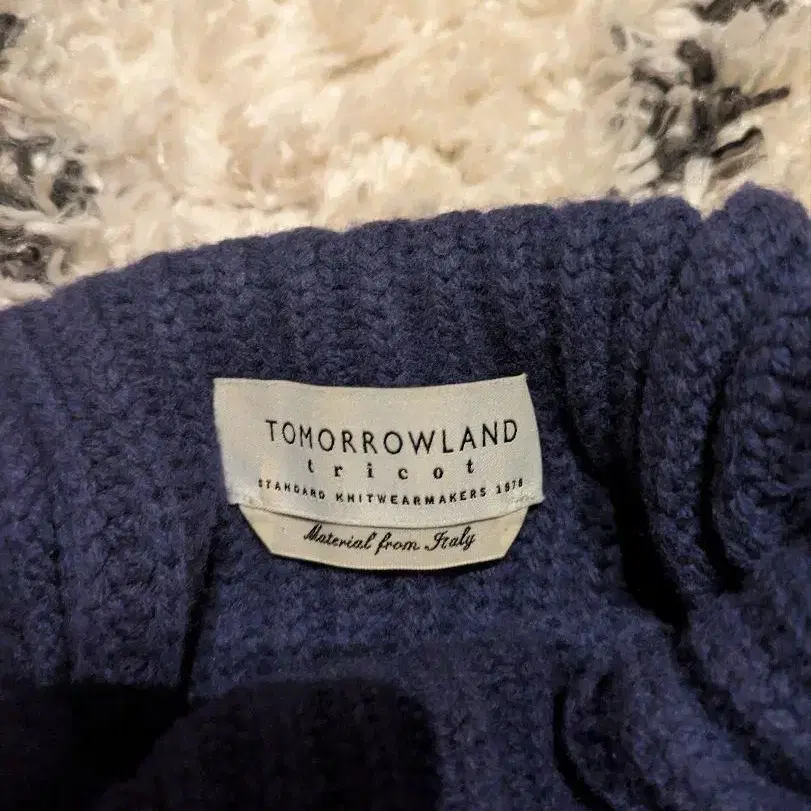 TOMORROWLAND
tricot
STANDARD KNITWEARMAKERS 1978
Material from Italy